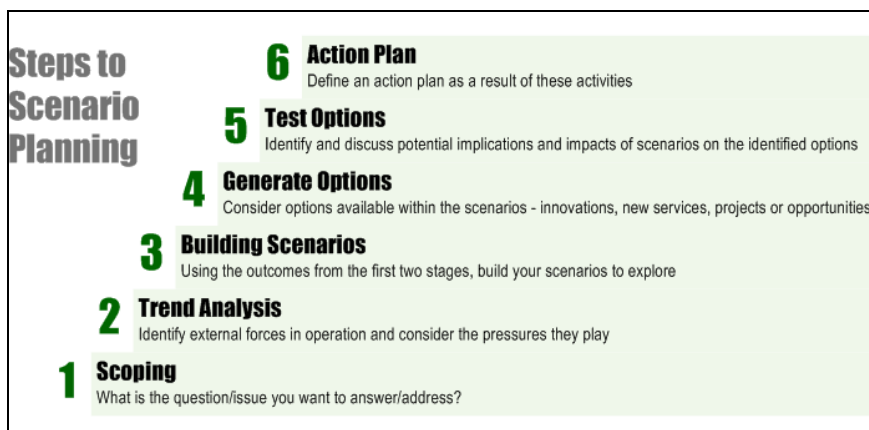 Steps to
Scenario
Planning
6 Action Plan
Define an action plan as a result of these activities
5 Test Options
Identify and discuss potential implications and impacts of scenarios on the identified options
4 Generate Options
Consider options available within the scenarios - innovations, new services, projects or opportunities
3 Building Scenarios
Using the outcomes from the first two stages, build your scenarios to explore
2 Trend Analysis
Identify external forces in operation and consider the pressures they play
1 Scoping
What is the question/issue you want to answer/address?